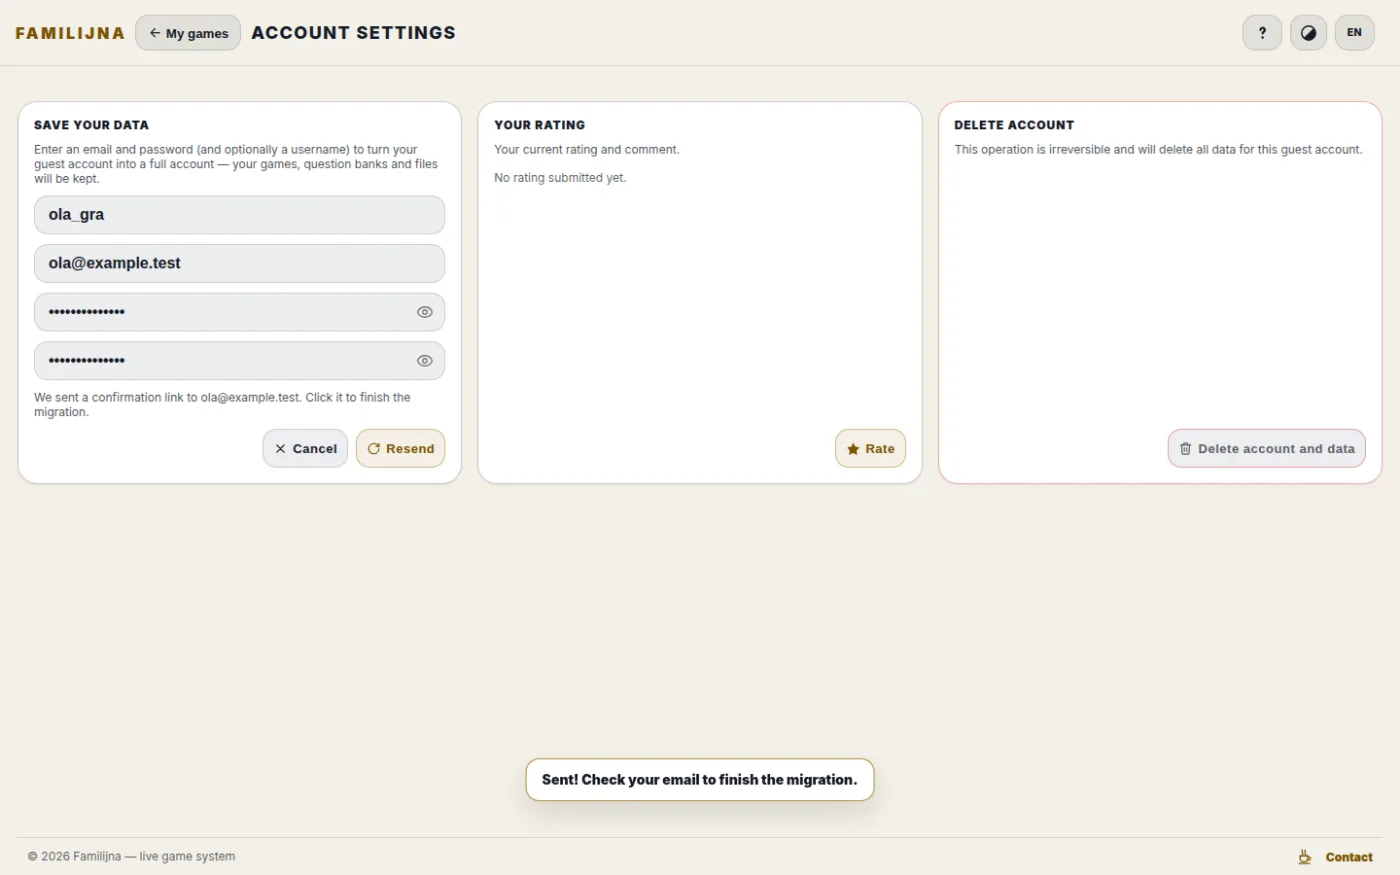 FAMILIJNA
← My games
ACCOUNT SETTINGS
?
EN
SAVE YOUR DATA
Enter an email and password (and optionally a username) to turn your
guest account into a full account — your games, question banks and files
will be kept.
ola_gra
ola@example.test
••••••••••••••
••••••••••••••
We sent a confirmation link to ola@example.test. Click it to finish the
migration.
Cancel
Resend
YOUR RATING
Your current rating and comment.
No rating submitted yet.
Rate
DELETE ACCOUNT
This operation is irreversible and will delete all data for this guest account.
Delete account and data
Sent! Check your email to finish the migration.
© 2026 Familijna — live game system
Contact